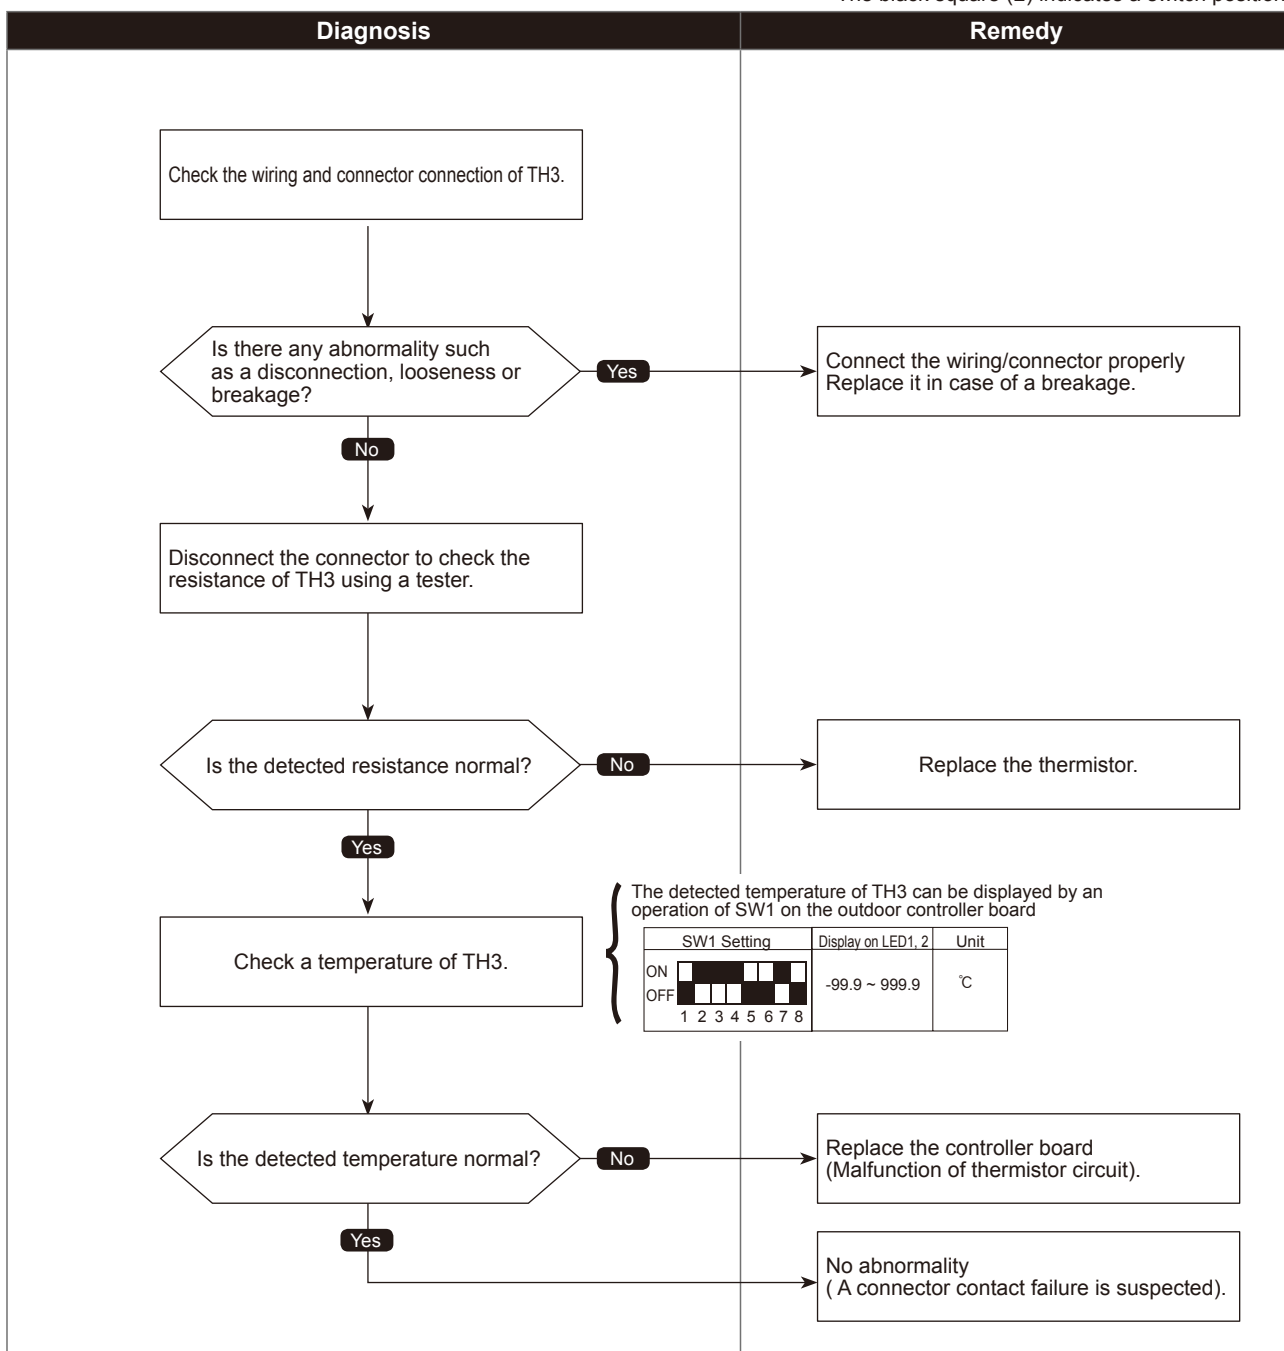 The black square (■) indicates a switch position
Diagnosis
Remedy
Check the wiring and connector connection of TH3.
Is there any abnormality such
as a disconnection, looseness or
breakage?
Yes
Connect the wiring/connector properly
Replace it in case of a breakage.
No
Disconnect the connector to check the
resistance of TH3 using a tester.
Is the detected resistance normal?
No
Replace the thermistor.
Yes
The detected temperature of TH3 can be displayed by an
operation of SW1 on the outdoor controller board
Check a temperature of TH3.
SW1 Setting Display on LED1, 2 Unit
ON
OFF
-99.9 ~ 999.9 ℃
1 2 3 4 5 6 7 8
Is the detected temperature normal?
No
Replace the controller board
(Malfunction of thermistor circuit).
Yes
No abnormality
( A connector contact failure is suspected).